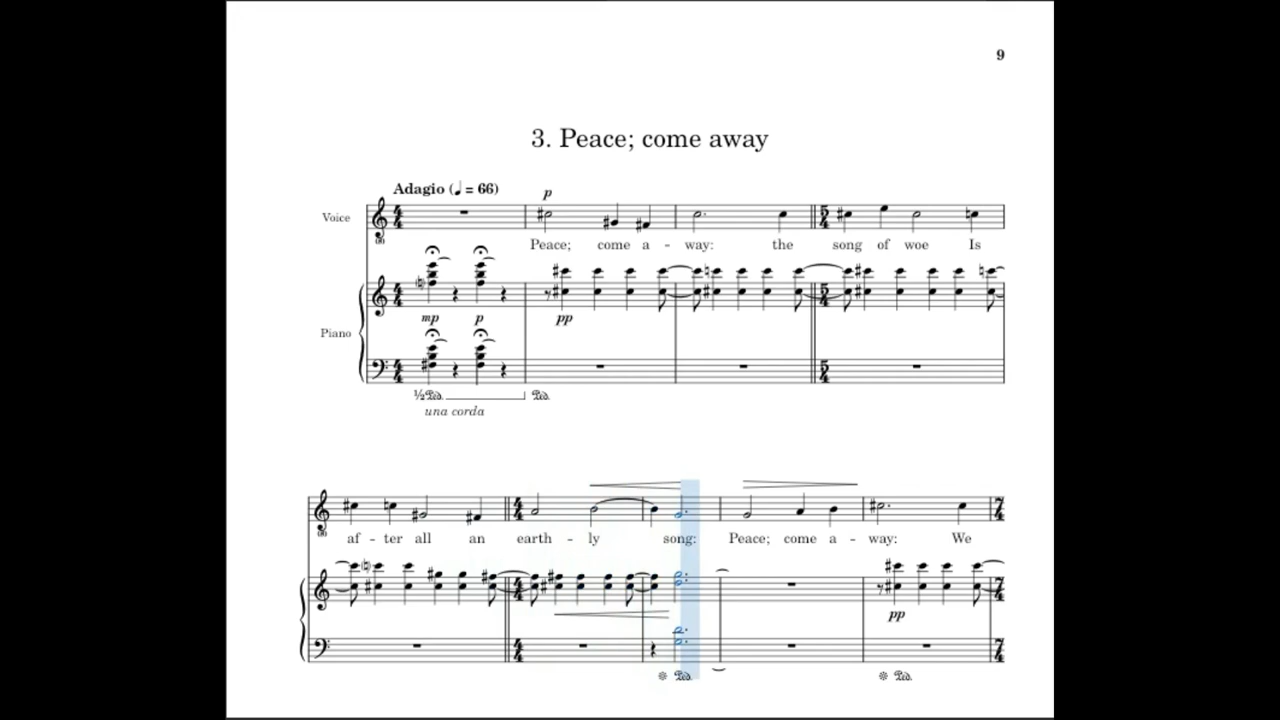 9
3. Peace; come away
Adagio (♩ = 66)
p
Voice
Peace; come a - way: the song of woe Is
mp p pp
Piano
½Ped. Ped.
una corda
af - ter all an earth - ly song: Peace; come a - way: We
pp
Ped. Ped.